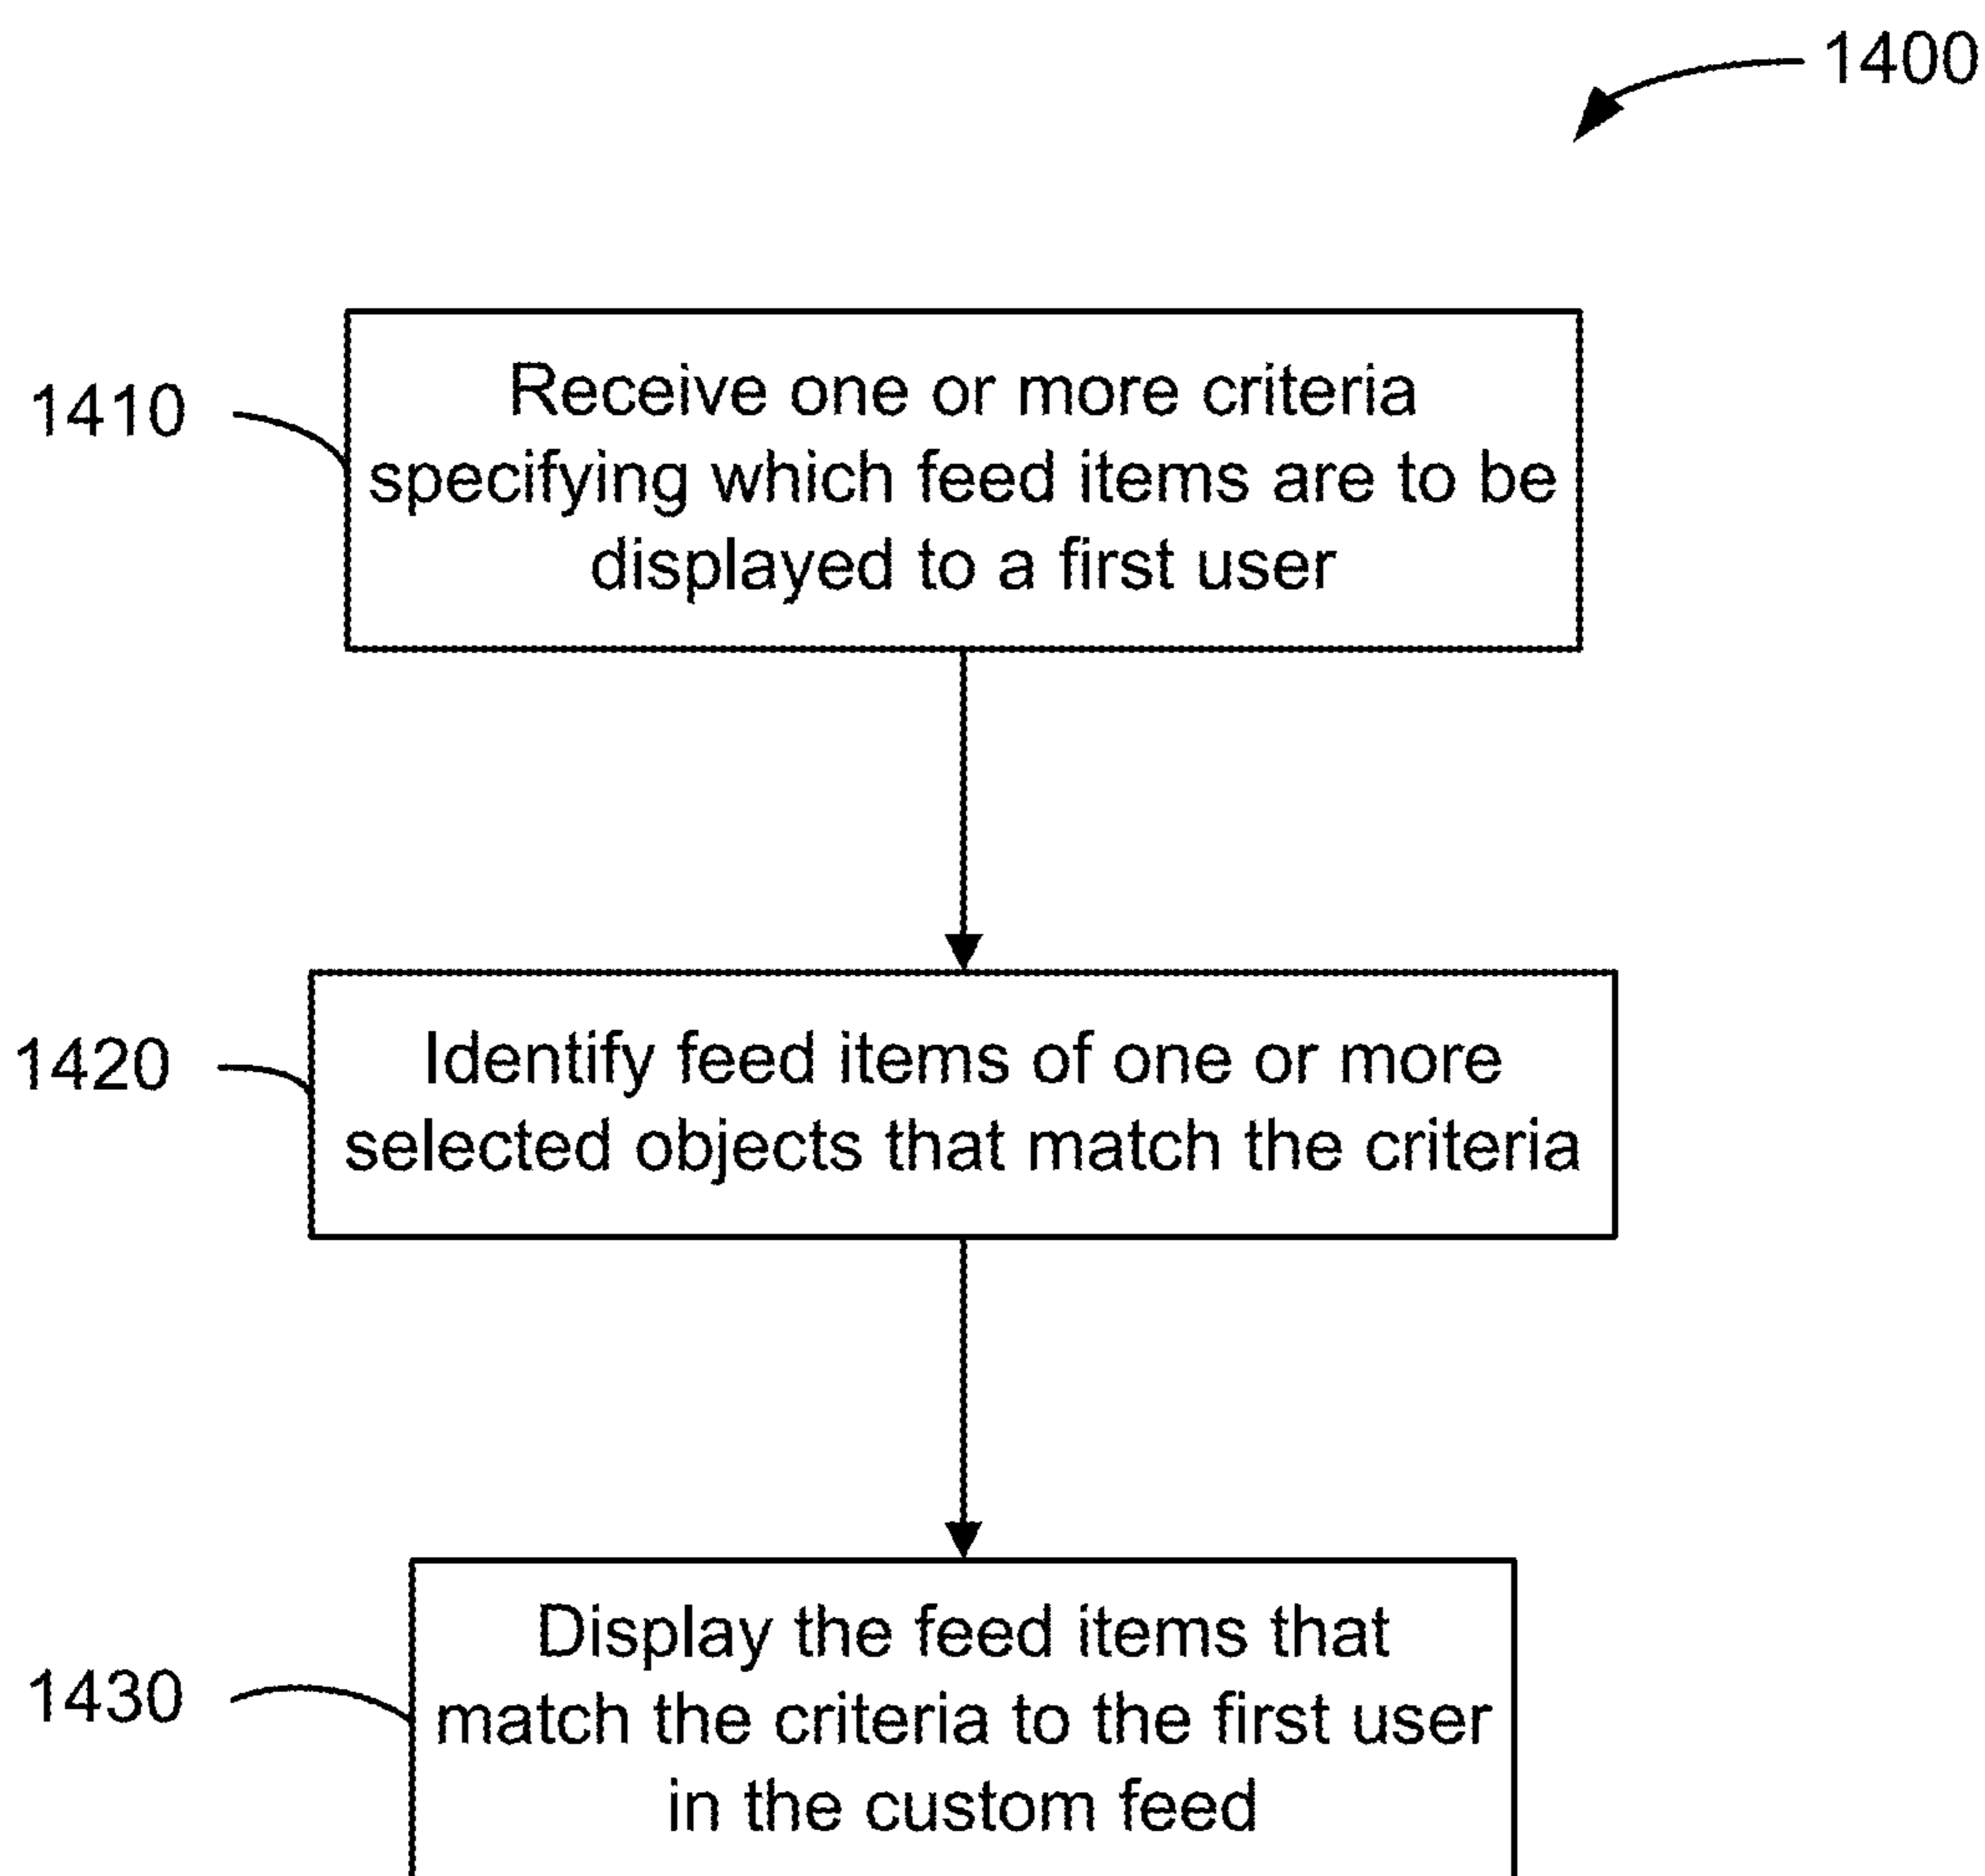 1400
1410
Receive one or more criteria
specifying which feed items are to be
displayed to a first user
1420
Identify feed items of one or more
selected objects that match the criteria
1430
Display the feed items that
match the criteria to the first user
in the custom feed